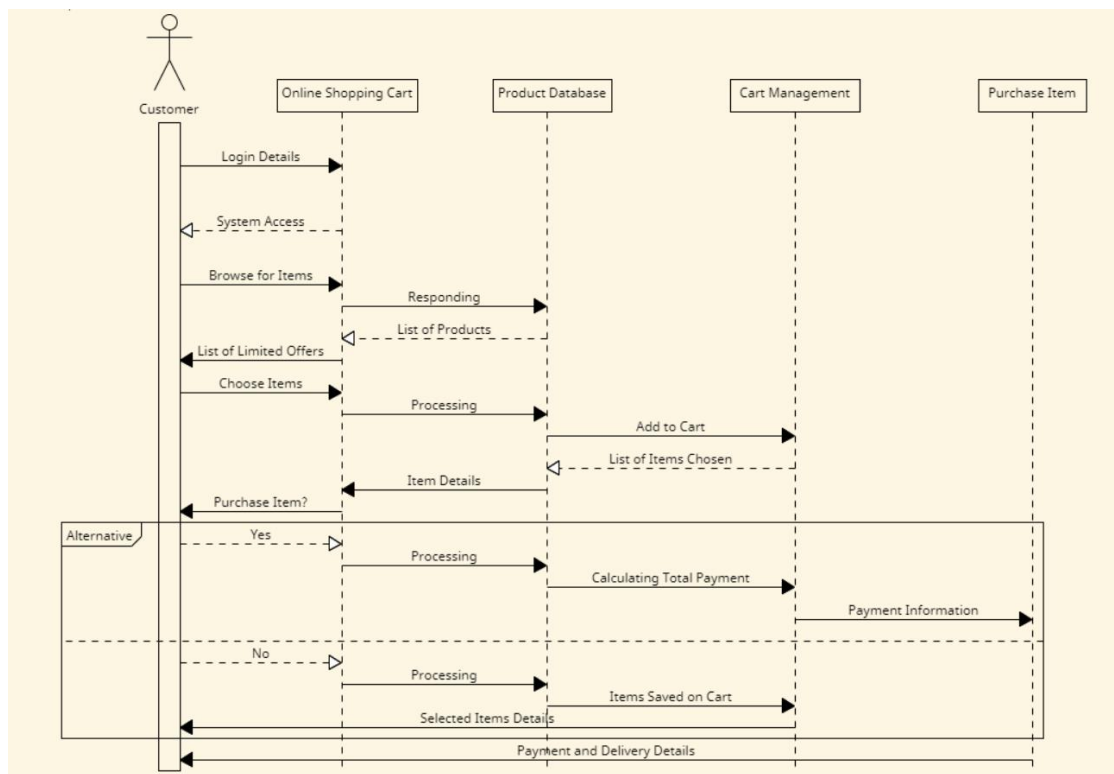 Customer
Online Shopping Cart
Product Database
Cart Management
Purchase Item
Login Details
System Access
Browse for Items
Responding
List of Products
List of Limited Offers
Choose Items
Processing
Add to Cart
List of Items Chosen
Item Details
Purchase Item?
Alternative
Yes
Processing
Calculating Total Payment
Payment Information
No
Processing
Items Saved on Cart
Selected Items Details
Payment and Delivery Details